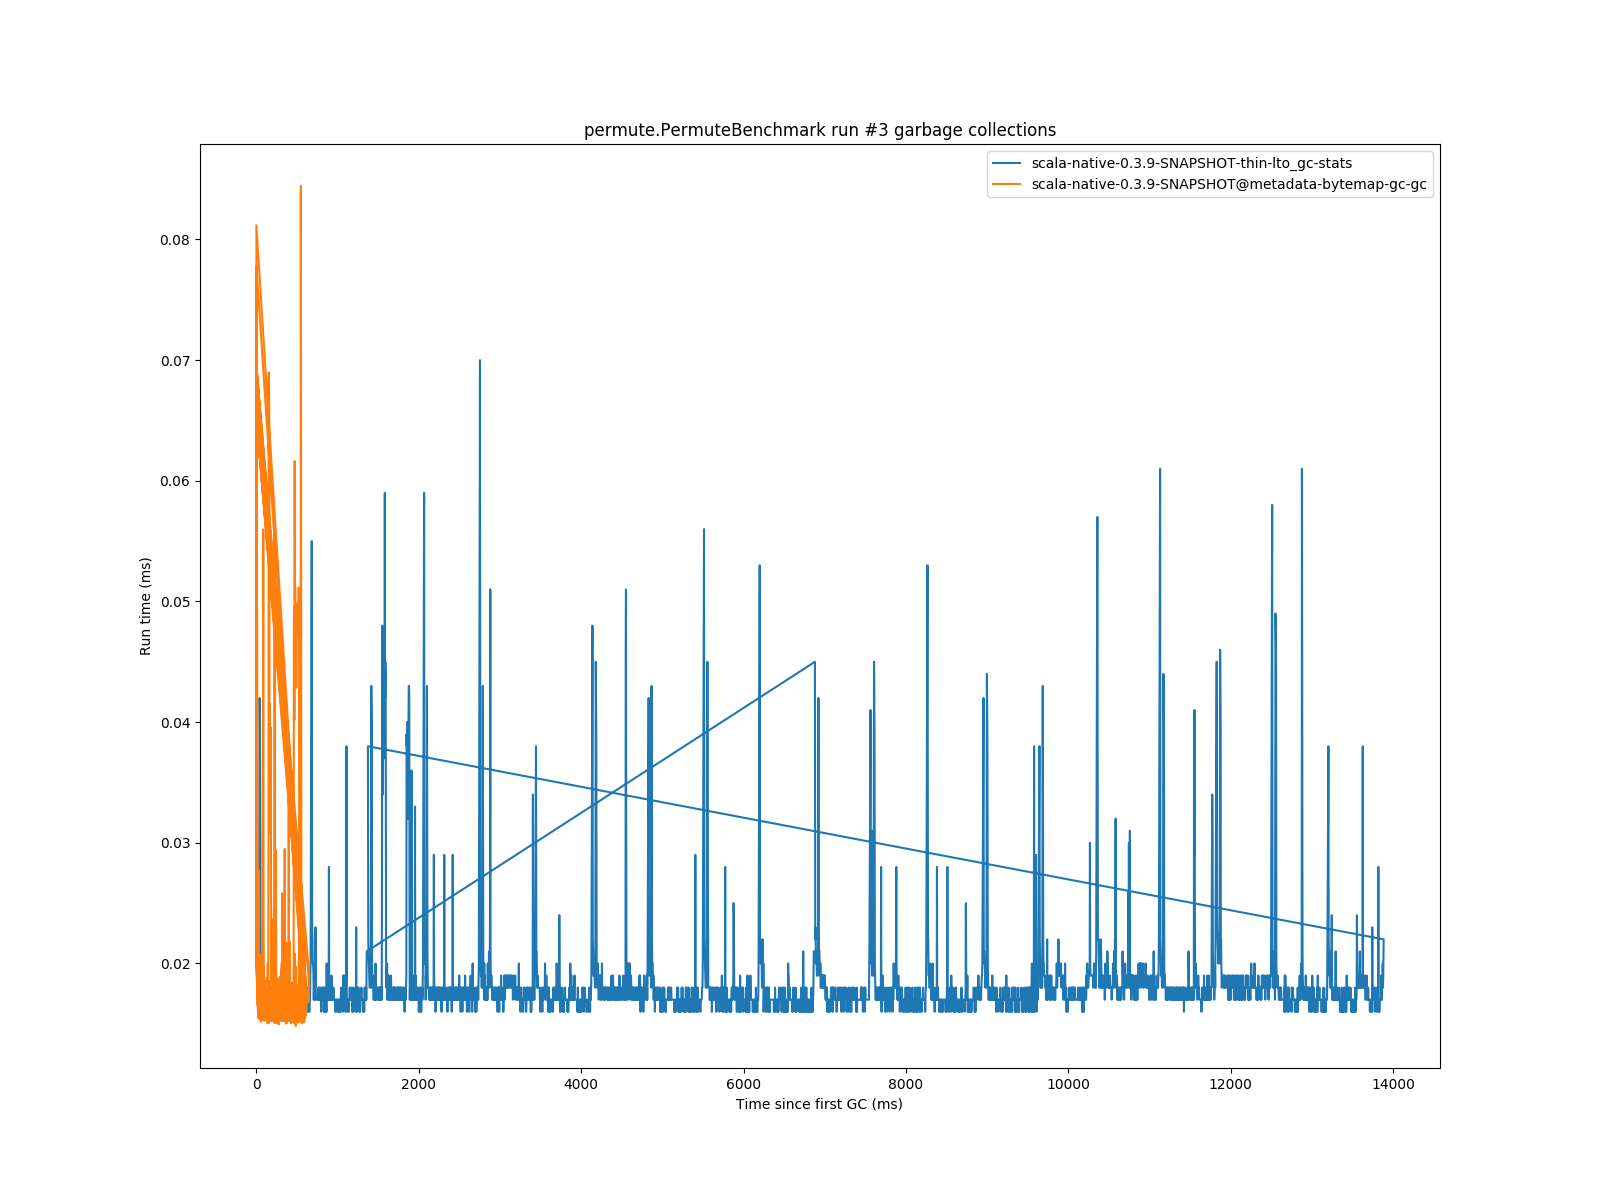 permute.PermuteBenchmark run #3 garbage collections
scala-native-0.3.9-SNAPSHOT-thin-lto_gc-stats
scala-native-0.3.9-SNAPSHOT@metadata-bytemap-gc-gc
0.08
0.07
0.06
0.05
0.04
0.03
0.02
Run time (ms)
0 2000 4000 6000 8000 10000 12000 14000
Time since first GC (ms)